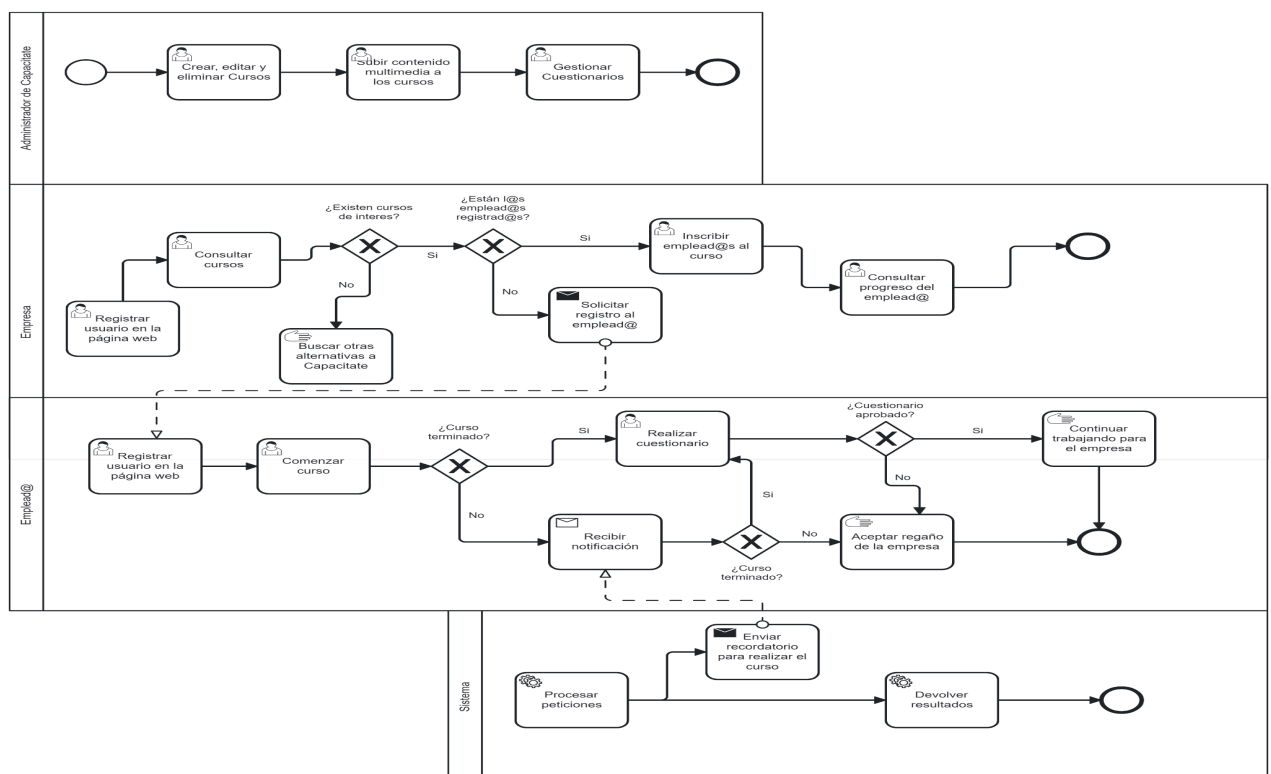 Administrador de Capacitate
Crear, editar y
eliminar Cursos
Subir contenido
multimedia a
los cursos
Gestionar
Cuestionarios
Empresa
Registrar
usuario en la
página web
Consultar
cursos
¿Existen cursos
de interes?
Si
No
Buscar otras
alternativas a
Capacítate
¿Están l@s
emplead@s
registrad@s?
Si
No
Solicitar
registro al
emplead@
Inscribir
emplead@s al
curso
Consultar
progreso del
emplead@
Emplead@
Registrar
usuario en la
página web
Comenzar
curso
¿Curso
terminado?
Si
No
Realizar
cuestionario
Recibir
notificación
Si
No
¿Curso
terminado?
¿Cuestionario
aprobado?
Sí
No
Continuar
trabajando para
el empresa
Aceptar regaño
de la empresa
Sistema
Procesar
peticiones
Enviar
recordatorio
para realizar el
curso
Devolver
resultados